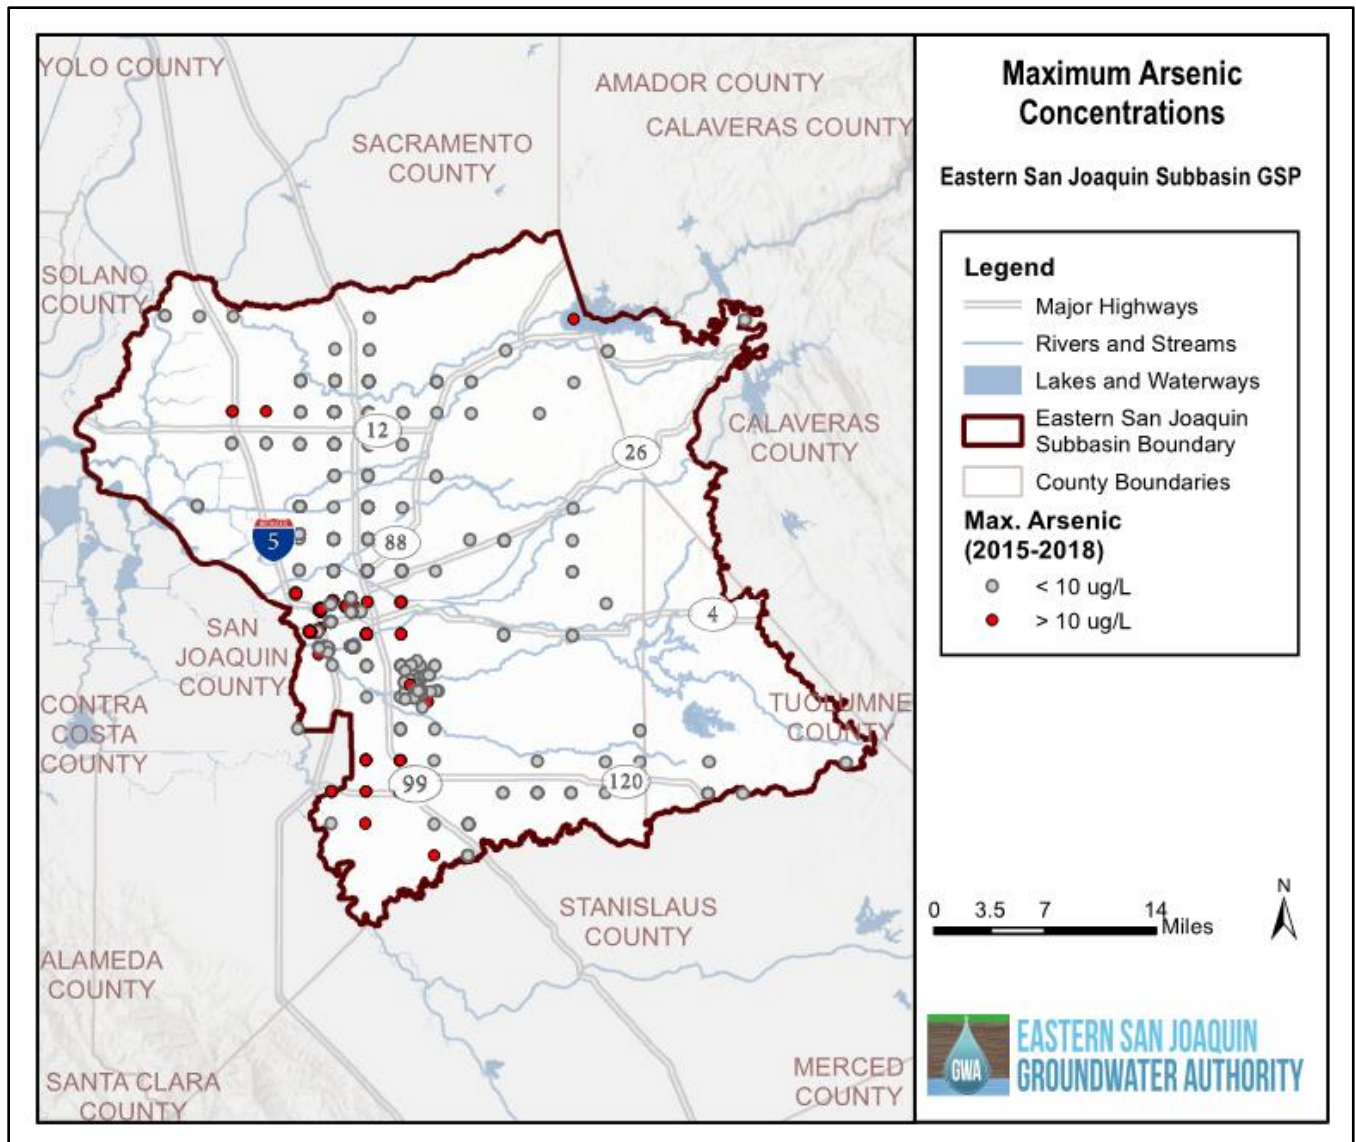 YOLO COUNTY
AMADOR COUNTY
CALAVERAS COUNTY
SACRAMENTO
COUNTY
SOLANO
COUNTY
12
CALAVERAS
COUNTY
26
5
88
4
SAN
JOAQUIN
COUNTY
CONTRA
COSTA
COUNTY
TUOLUMNE
COUNTY
99
120
STANISLAUS
COUNTY
ALAMEDA
COUNTY
MERCED
COUNTY
SANTA CLARA
COUNTY
Maximum Arsenic
Concentrations
Eastern San Joaquin Subbasin GSP
Legend
Major Highways
Rivers and Streams
Lakes and Waterways
Eastern San Joaquin
Subbasin Boundary
County Boundaries
Max. Arsenic
(2015-2018)
< 10 ug/L
> 10 ug/L
N
0 3.5 7 14
Miles
GWA
EASTERN SAN JOAQUIN
GROUNDWATER AUTHORITY